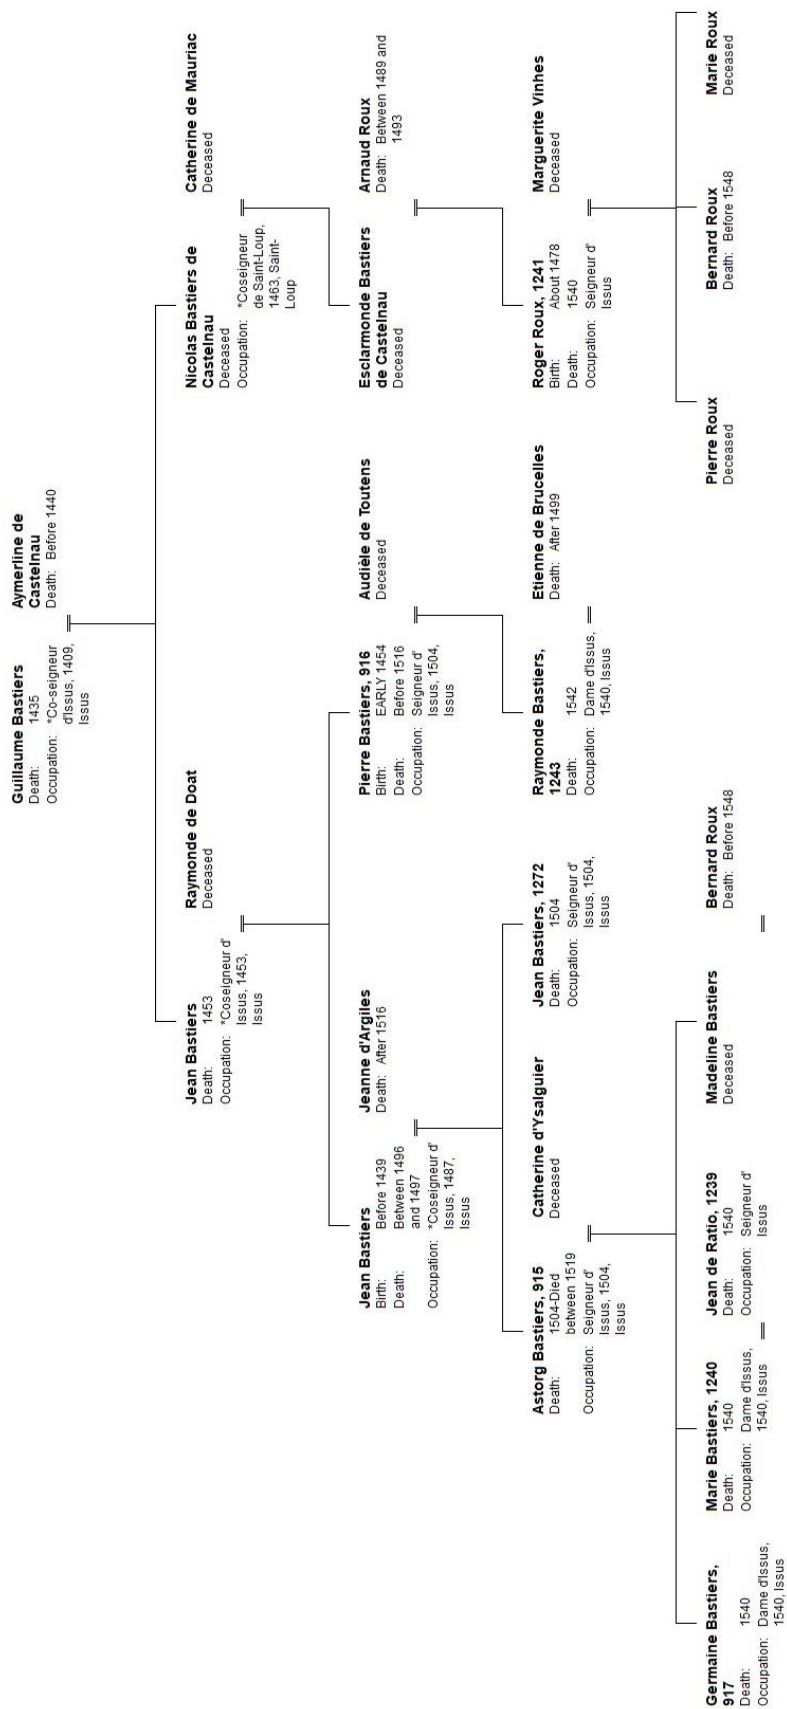 Guillaume Bastiers
Death: 1435
Occupation: *Co-seigneur
d'Issus, 1409,
Issus
Aymerline de
Castelnau
Death: Before 1440
Jean Bastiers
Death: 1453
Occupation: *Coseigneur d'
Issus, 1453,
Issus
Raymonde de Doat
Deceased
Nicolas Bastiers de
Castelnau
Deceased
Occupation: *Coseigneur
de Saint-Loup,
1463, Saint-
Loup
Catherine de Mauriac
Deceased
Jean Bastiers
Birth: Before 1439
Death: Between 1496
and 1497
Occupation: *Coseigneur d'
Issus, 1487,
Issus
Jeanne d'Argiles
Death: After 1516
Pierre Bastiers, 916
Birth: EARLY 1454
Death: Before 1516
Occupation: Seigneur d'
Issus, 1504,
Issus
Audièle de Toutens
Deceased
Esclarmonde Bastiers
de Castelnau
Deceased
Arnaud Roux
Death: Between 1489 and
1493
Astorg Bastiers, 915
Death: 1504-Died
between 1519
Occupation: Seigneur d'
Issus, 1504,
Issus
Catherine d'Ysalguier
Deceased
Jean Bastiers, 1272
Death: 1504
Occupation: Seigneur d'
Issus, 1504,
Issus
Raymonde Bastiers,
1243
Death: 1542
Occupation: Dame d'Issus,
1540, Issus
Etienne de Brucelles
Death: After 1499
Roger Roux, 1241
Birth: About 1478
Death: 1540
Occupation: Seigneur d'
Issus
Marguerite Vinhes
Deceased
Germaine Bastiers,
917
Death: 1540
Occupation: Dame d'Issus,
1540, Issus
Marie Bastiers, 1240
Death: 1540
Occupation: Dame d'Issus,
1540, Issus
Jean de Ratio, 1239
Death: 1540
Occupation: Seigneur d'
Issus
Madeline Bastiers
Deceased
Bernard Roux
Death: Before 1548
Pierre Roux
Deceased
Bernard Roux
Death: Before 1548
Marie Roux
Deceased